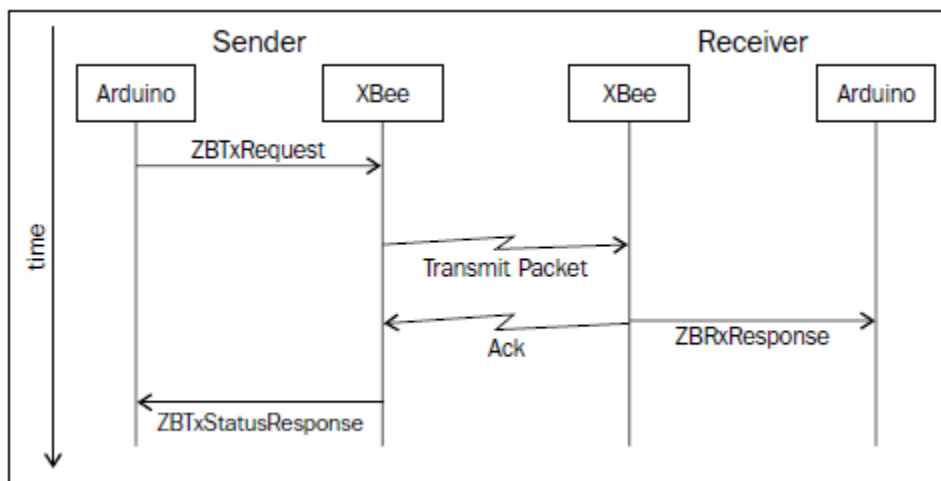 Sender
Receiver
Arduino
XBee
XBee
Arduino
ZBTxRequest
time
Transmit Packet
Ack
ZBRxResponse
ZBTxStatusResponse